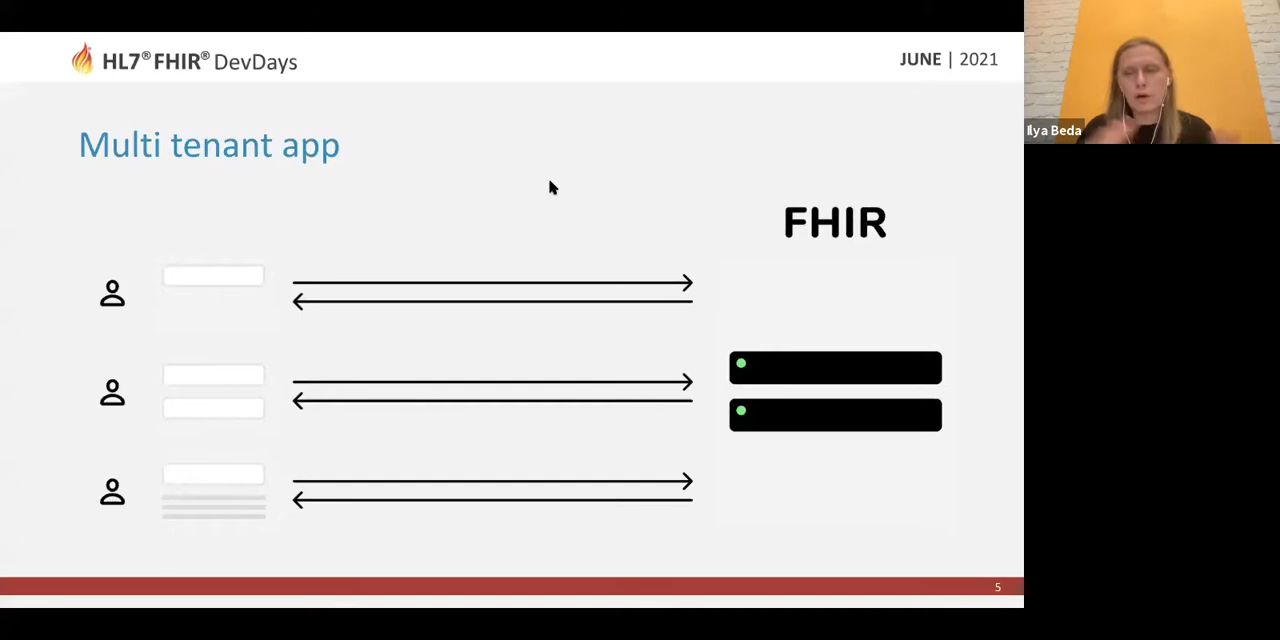 HL7® FHIR® DevDays
JUNE | 2021
Ilya Beda
Multi tenant app
FHIR
5